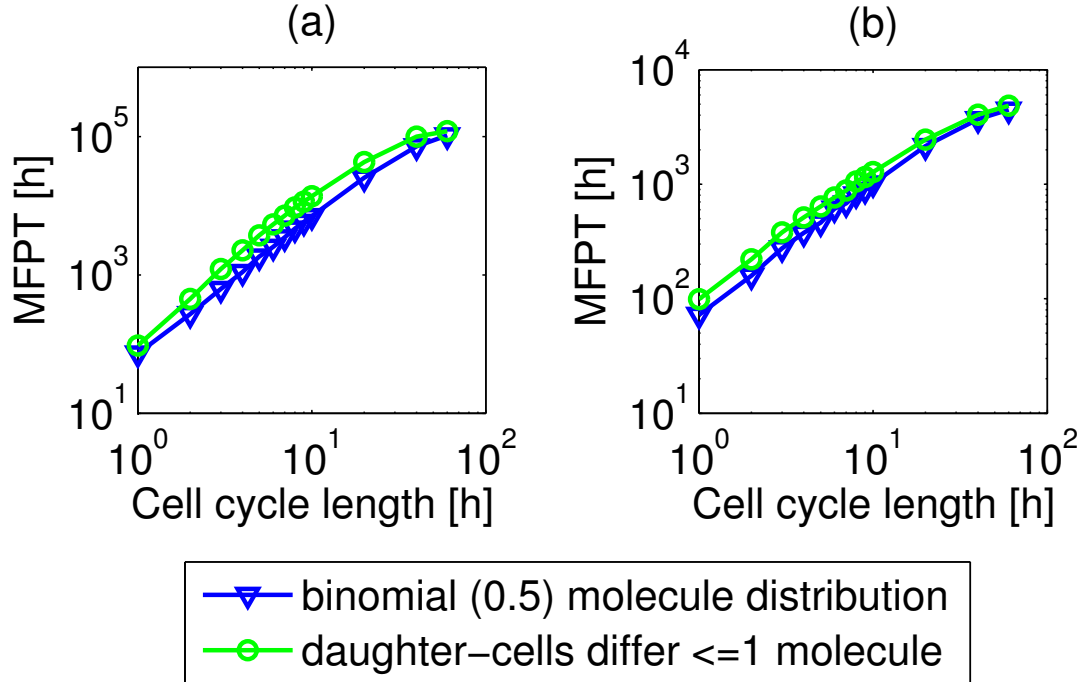 (a)
MFPT [h]
10^5
10^3
10^1
10^0
10^1
10^2
Cell cycle length [h]
(b)
MFPT [h]
10^4
10^3
10^2
10^1
10^0
10^1
10^2
Cell cycle length [h]
binomial (0.5) molecule distribution
daughter−cells differ <=1 molecule